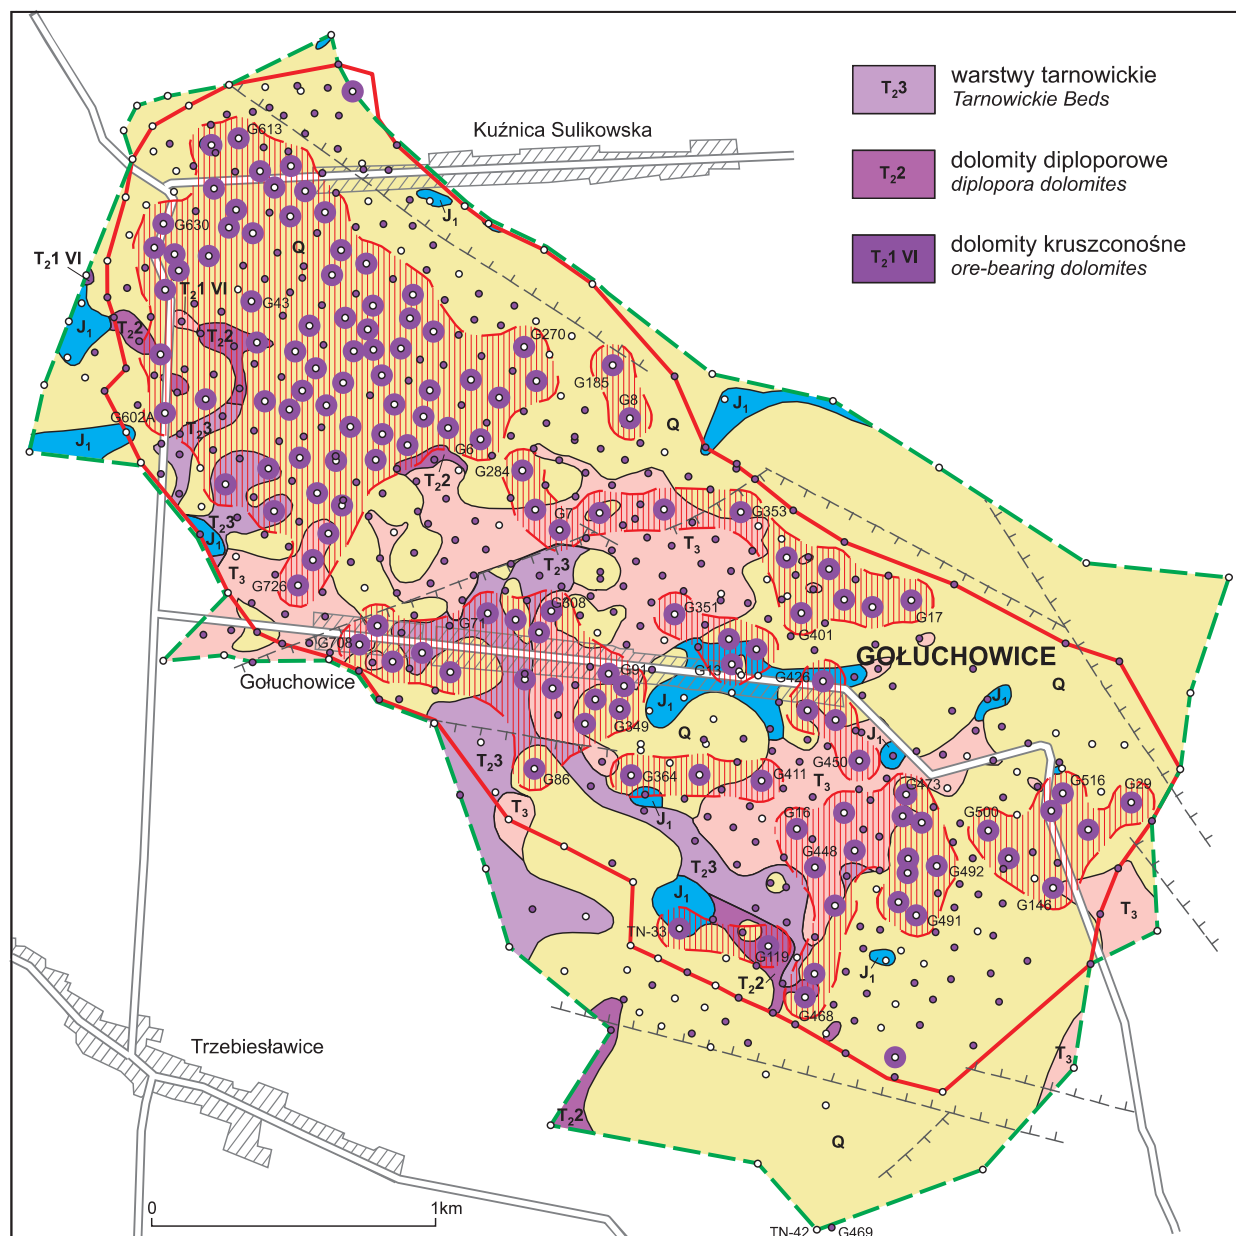 T₂3 warstwy tarnowickie
Tarnowickie Beds
T₂2 dolomity diploporowe
diplopora dolomites
T₂1 VI dolomity kruszconośne
ore-bearing dolomites
Kuźnica Sulikowska
G613
J₁
G630
Q
T₂1 VI
T₂1 VI
G43
J₁
T₂2
T₂2
G270
G185
G8
J₁
G602A
T₂3
Q
J₁
G6
G284
T₂2
G7
G353
T₂3
J₁
T₃
T₃
T₂3
G726
G308
G351
G71
G401
G17
G708
GOŁUCHOWICE
G91
G13
G426
Gołuchowice
Q
J₁
J₁
G349
Q
J₁
T₂3
G450
G86
G364
G411
T₃
G473
G516
G29
T₃
J₁
G16
G500
G448
T₂3
G492
G146
J₁
T₃
G491
TN-33
G119
J₁
T₂2
G468
Trzebiesławice
T₃
T₂2
Q
0 1km
TN-42 G469